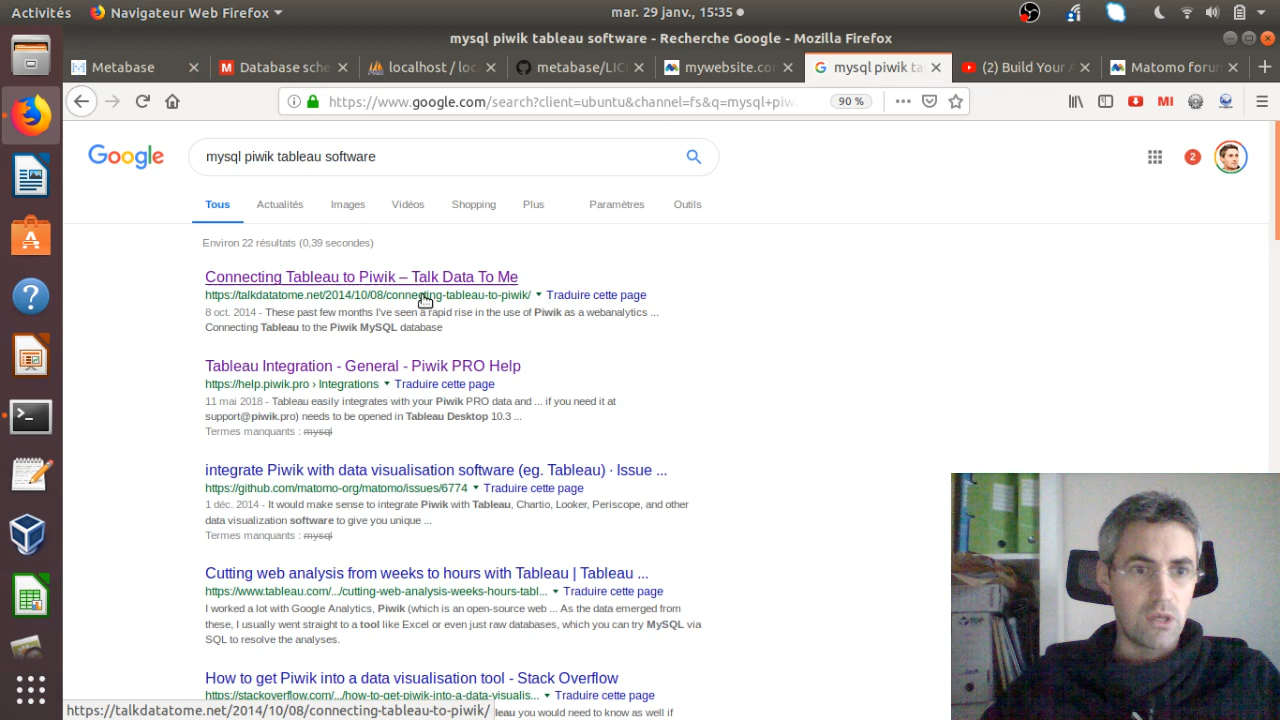 Activités
Navigateur Web Firefox
mar. 29 janv., 15:35
mysql piwik tableau software - Recherche Google - Mozilla Firefox
Metabase
Database sche
localhost / loc
metabase/LIC
mywebsite.co
mysql piwik ta
(2) Build Your A
Matomo forun
https://www.google.com/search?client=ubuntu&channel=fs&q=mysql+piw
90 %
Google
mysql piwik tableau software
2
Tous
Actualités
Images
Vidéos
Shopping
Plus
Paramètres
Outils
Environ 22 résultats (0,39 secondes)
Connecting Tableau to Piwik – Talk Data To Me
https://talkdatatome.net/2014/10/08/connecting-tableau-to-piwik/ Traduire cette page
8 oct. 2014 - These past few months I've seen a rapid rise in the use of Piwik as a webanalytics ...
Connecting Tableau to the Piwik MySQL database
Tableau Integration - General - Piwik PRO Help
https://help.piwik.pro › Integrations Traduire cette page
11 mai 2018 - Tableau easily integrates with your Piwik PRO data and ... if you need it at
support@piwik.pro) needs to be opened in Tableau Desktop 10.3 ...
Termes manquants : mysql
integrate Piwik with data visualisation software (eg. Tableau) · Issue ...
https://github.com/matomo-org/matomo/issues/6774 Traduire cette page
1 déc. 2014 - It would make sense to integrate Piwik with Tableau, Chartio, Looker, Periscope, and other
data visualization software to give you unique ...
Termes manquants : mysql
Cutting web analysis from weeks to hours with Tableau | Tableau ...
https://www.tableau.com/.../cutting-web-analysis-weeks-hours-tabl... Traduire cette page
I worked a lot with Google Analytics, Piwik (which is an open-source web ... As the data emerged from
these, I usually went straight to a tool like Excel or even just raw databases, which you can try MySQL via
SQL to resolve the analyses.
How to get Piwik into a data visualisation tool - Stack Overflow
https://stackoverflow.com/.../how-to-get-piwik-into-a-data-visualis... Traduire cette page
leau you would need to know as well if
https://talkdatatome.net/2014/10/08/connecting-tableau-to-piwik/